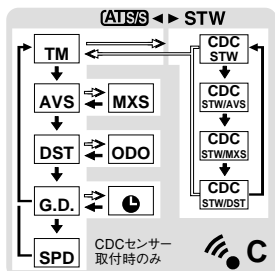 ATS/S ◄► STW
TM
CDC
STW
AVS
MXS
CDC
STW/AVS
DST
ODO
CDC
STW/MXS
G.D.
CDC
STW/DST
SPD
CDCセンサー
取付時のみ
C